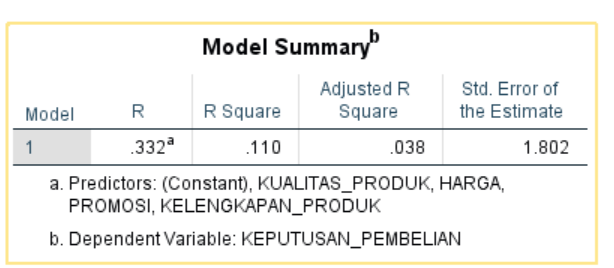 Model Summaryb
Adjusted R Std. Error of
Model R R Square Square the Estimate
1 .332a .110 .038 1.802
a. Predictors: (Constant), KUALITAS_PRODUK, HARGA,
PROMOSI, KELENGKAPAN_PRODUK
b. Dependent Variable: KEPUTUSAN_PEMBELIAN